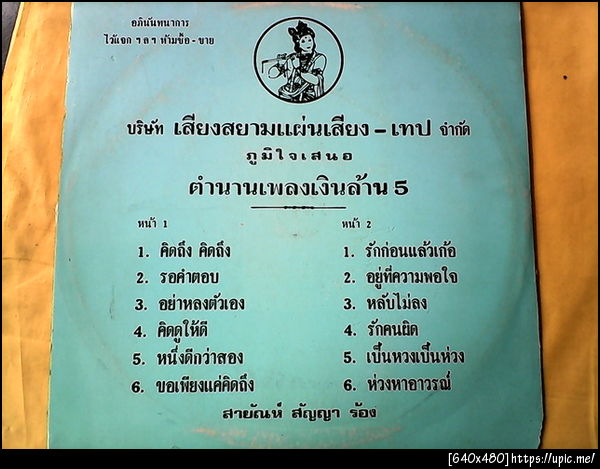 อภินันทนาการ
ไว้แจก ฯลฯ ห้ามซื้อ - ขาย
บริษัท เสียงสยามแผ่นเสียง - เทป จำกัด
ภูมิใจเสนอ
ตำนานเพลงเงินล้าน 5
หน้า 1
1. คิดถึง คิดถึง
2. รอคำตอบ
3. อย่าหลงตัวเอง
4. คิดดูให้ดี
5. หนึ่งดีกว่าสอง
6. ขอเพียงแค่คิดถึง
หน้า 2
1. รักก่อนแล้วเก้อ
2. อยู่ที่ความพอใจ
3. หลับไม่ลง
4. รักคนผิด
5. เปิ้นหวงเปิ้นห่วง
6. ห่วงหาอาวรณ์
สายัณห์ สัญญา ร้อง
[640x480]https://upic.me/